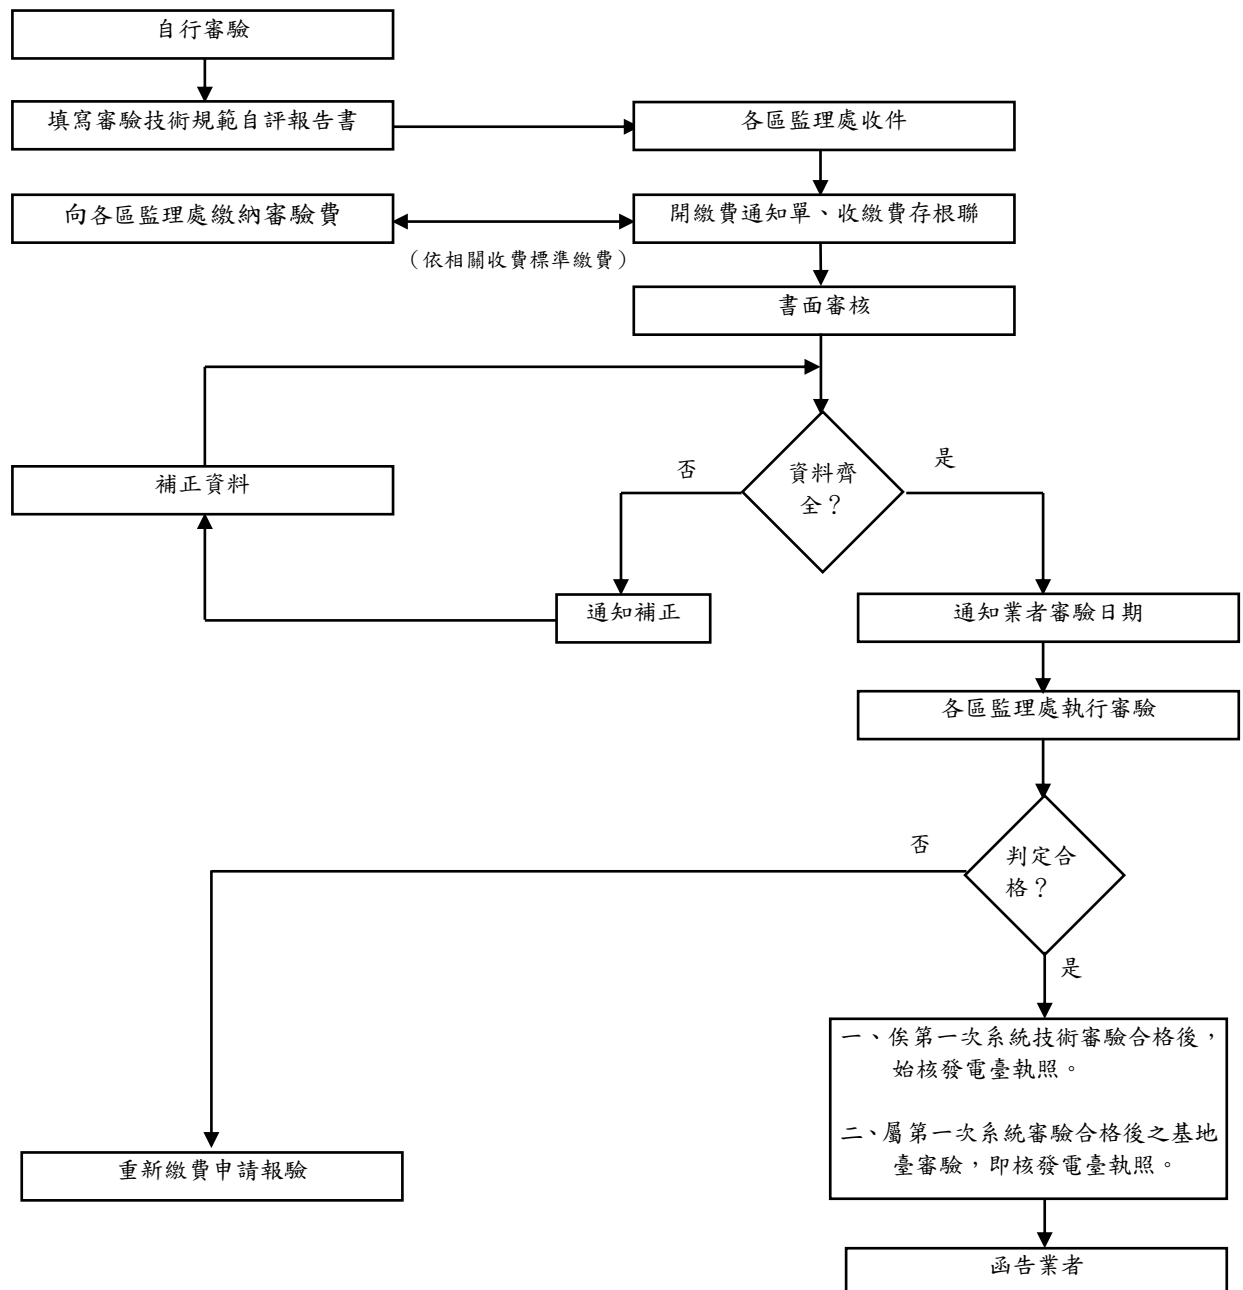 自行審驗
填寫審驗技術規範自評報告書
各區監理處收件
向各區監理處繳納審驗費
開繳費通知單、收繳費存根聯
（依相關收費標準繳費）
書面審核
補正資料
否
資料齊
全？
是
通知補正
通知業者審驗日期
各區監理處執行審驗
否
判定合
格？
是
一、俟第一次系統技術審驗合格後，
始核發電臺執照。
二、屬第一次系統審驗合格後之基地
臺審驗，即核發電臺執照。
重新繳費申請報驗
函告業者